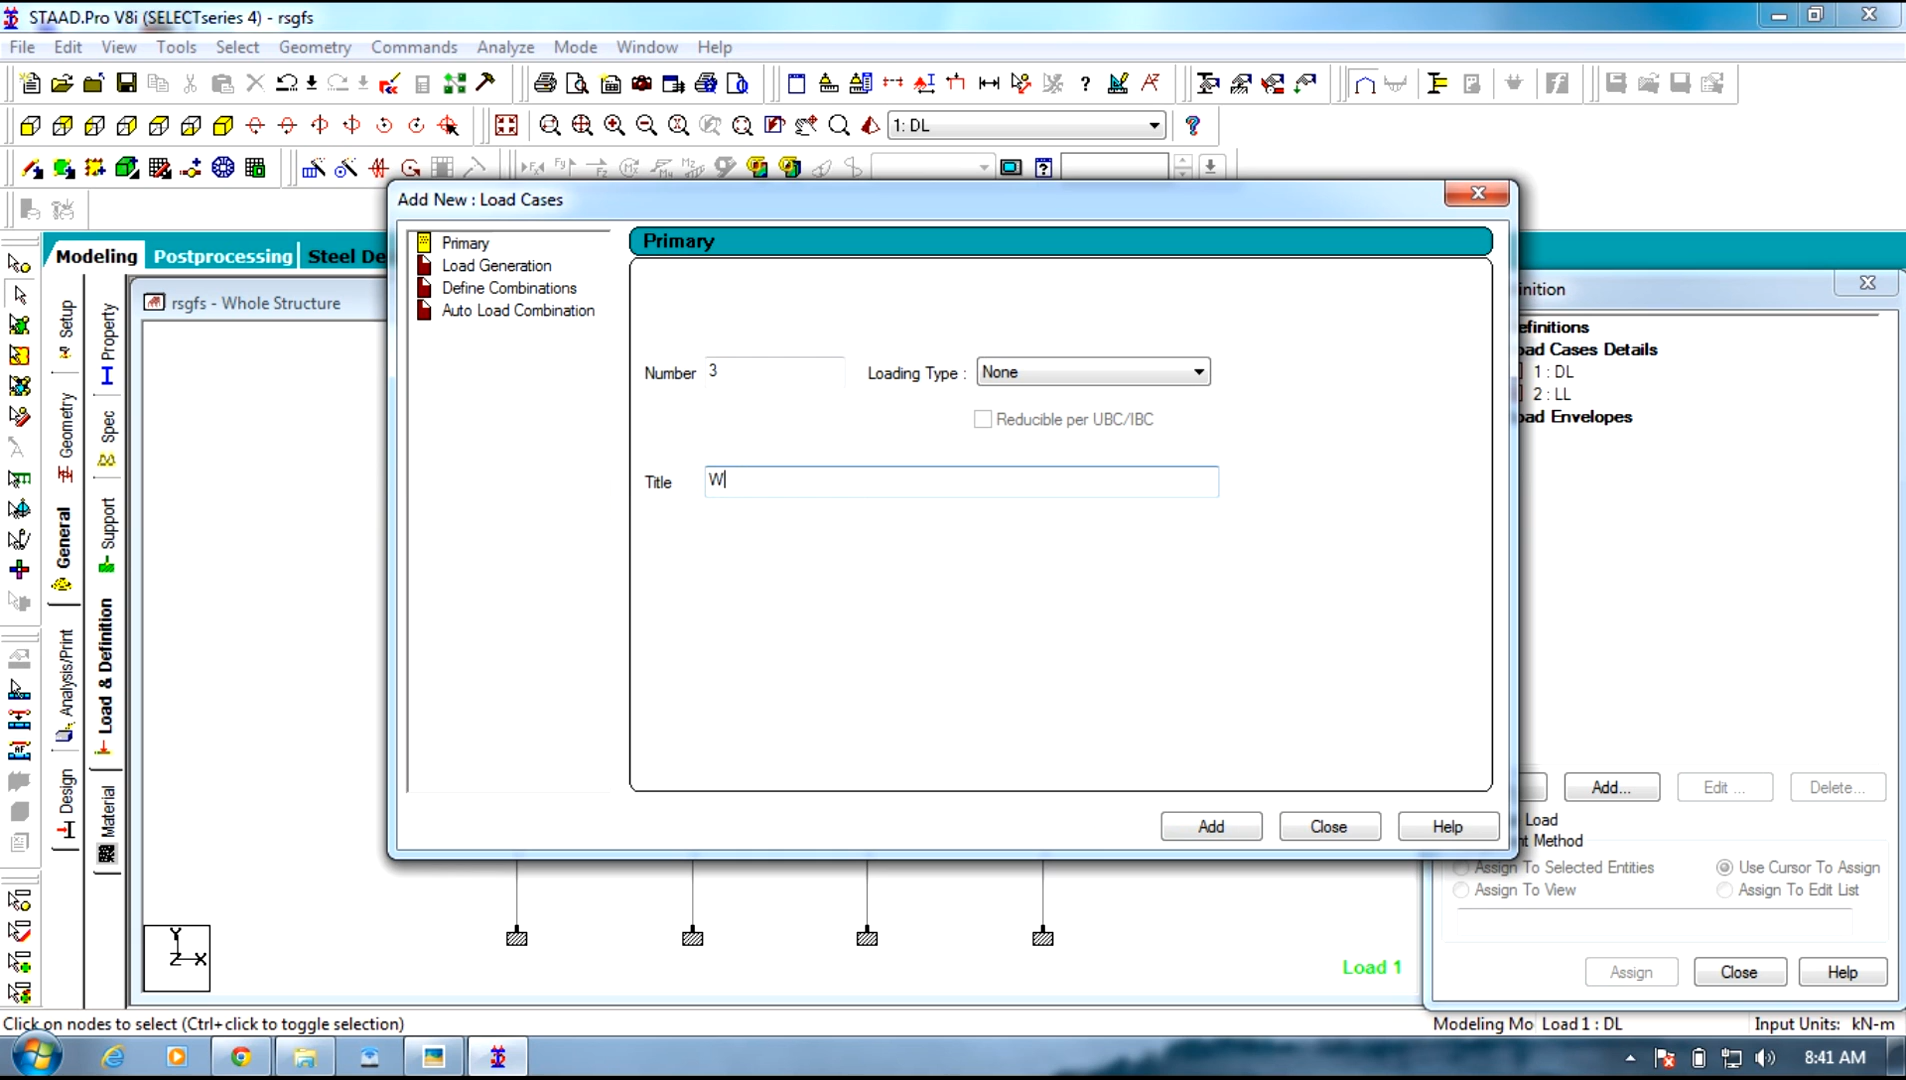 STAAD.Pro V8i (SELECTseries 4) - rsgfs
File Edit View Tools Select Geometry Commands Analyze Mode Window Help
1: DL
Add New : Load Cases
Primary
Load Generation
Define Combinations
Auto Load Combination
Primary
Number 3 Loading Type : None
Reducible per UBC/IBC
Title W
Add Close Help
Modeling Postprocessing Steel De
rsgfs - Whole Structure
Setup
Geometry
General
Analysis/Print
Design
Property
Spec
Support
Load & Definition
Material
inition
efinitions
oad Cases Details
1 : DL
2 : LL
oad Envelopes
Add... Edit ... Delete...
Load
nt Method
Assign To Selected Entities Use Cursor To Assign
Assign To View Assign To Edit List
Assign Close Help
Y
Z X
Load 1
Click on nodes to select (Ctrl+click to toggle selection) Modeling Mo Load 1 : DL Input Units: kN-m
8:41 AM